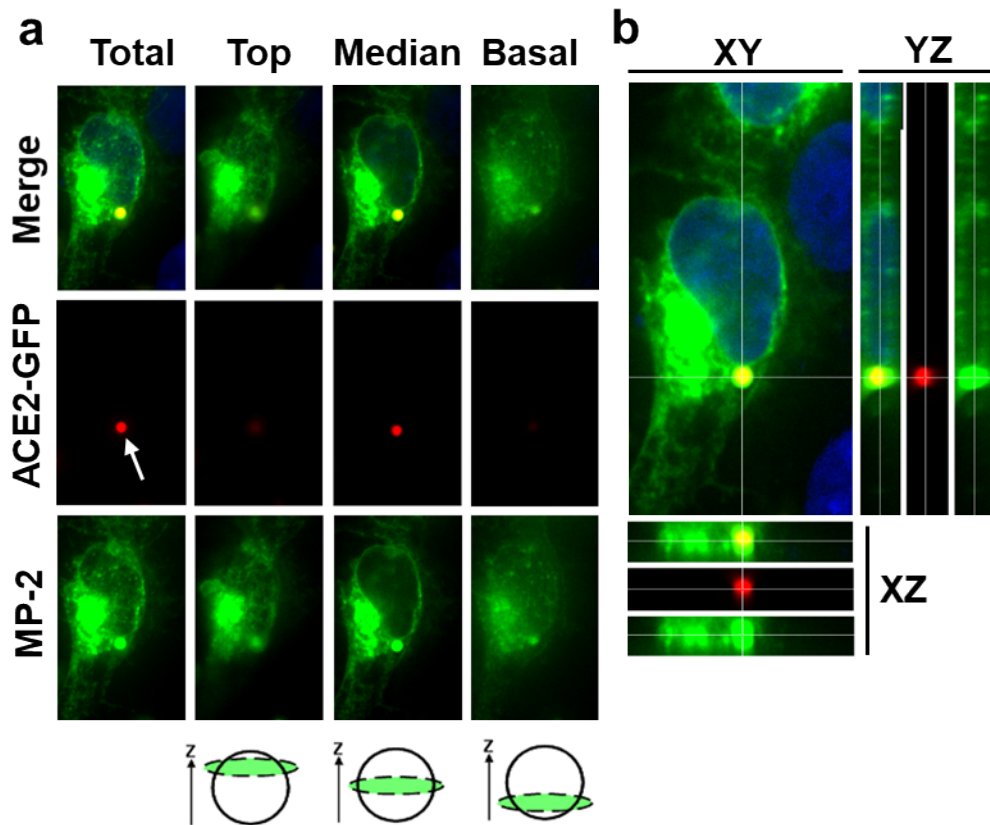 a
Total Top Median Basal
Merge
ACE2-GFP
MP-2
z z z
b
XY YZ
XZ